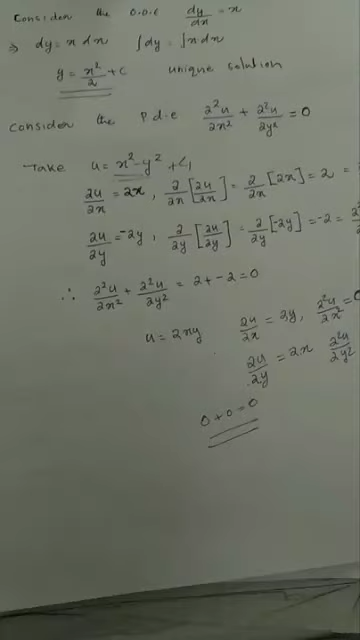 Consider the O.D.E dy/dx = x
⇒ dy = x dx ∫dy = ∫x dx
y = x²/2 + c unique solution
Consider the P.d.e ∂²u/∂x² + ∂²u/∂y² = 0
Take u = x² - y² + c₁
∂u/∂x = 2x, ∂/∂x [∂u/∂x] = ∂/∂x [2x] = 2 =
∂u/∂y = -2y, ∂/∂y [∂u/∂y] = ∂/∂y [-2y] = -2 =
∴ ∂²u/∂x² + ∂²u/∂y² = 2 + -2 = 0
u = 2xy ∂u/∂x = 2y, ∂²u/∂x² = 0
∂u/∂y = 2x ∂²u/∂y²
0 + 0 = 0